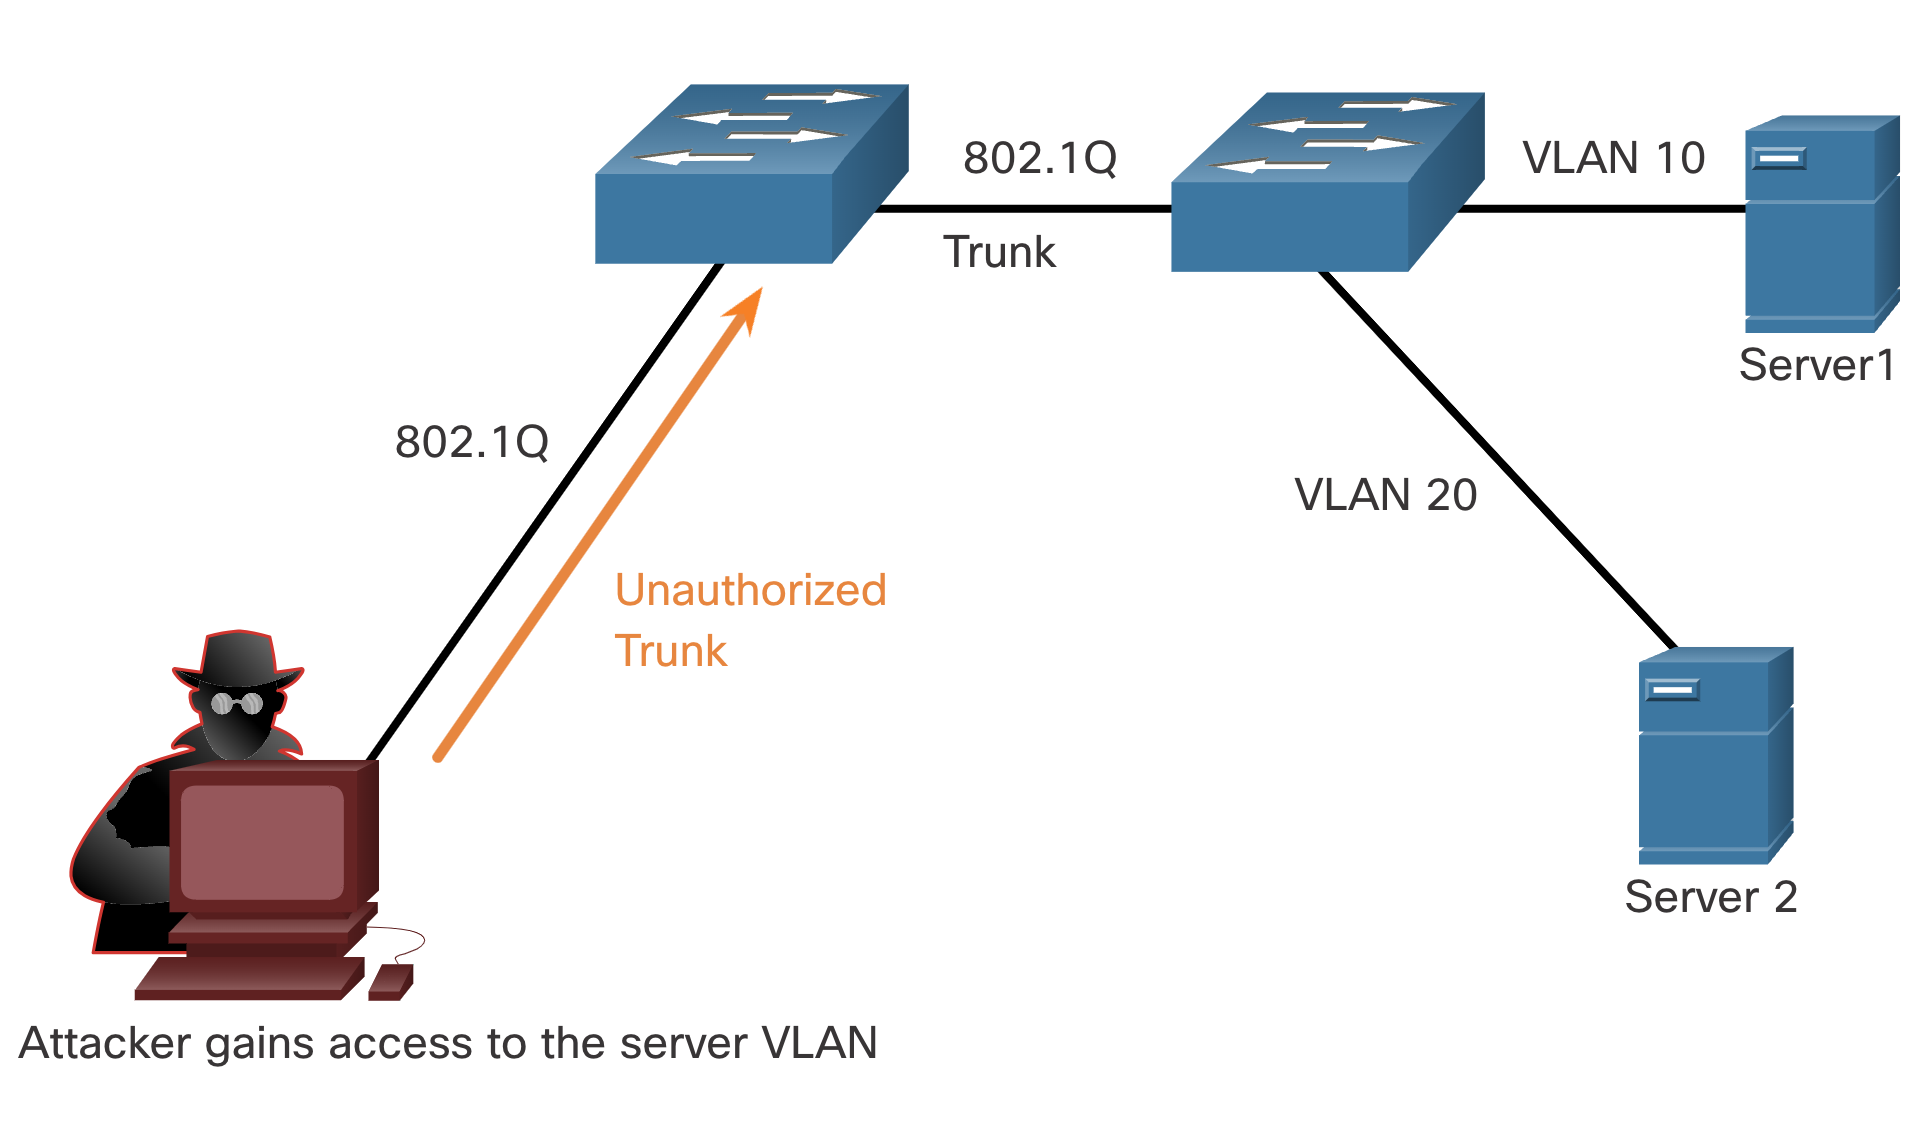 802.1Q
VLAN 10
Trunk
Server1
802.1Q
VLAN 20
Unauthorized
Trunk
Server 2
Attacker gains access to the server VLAN